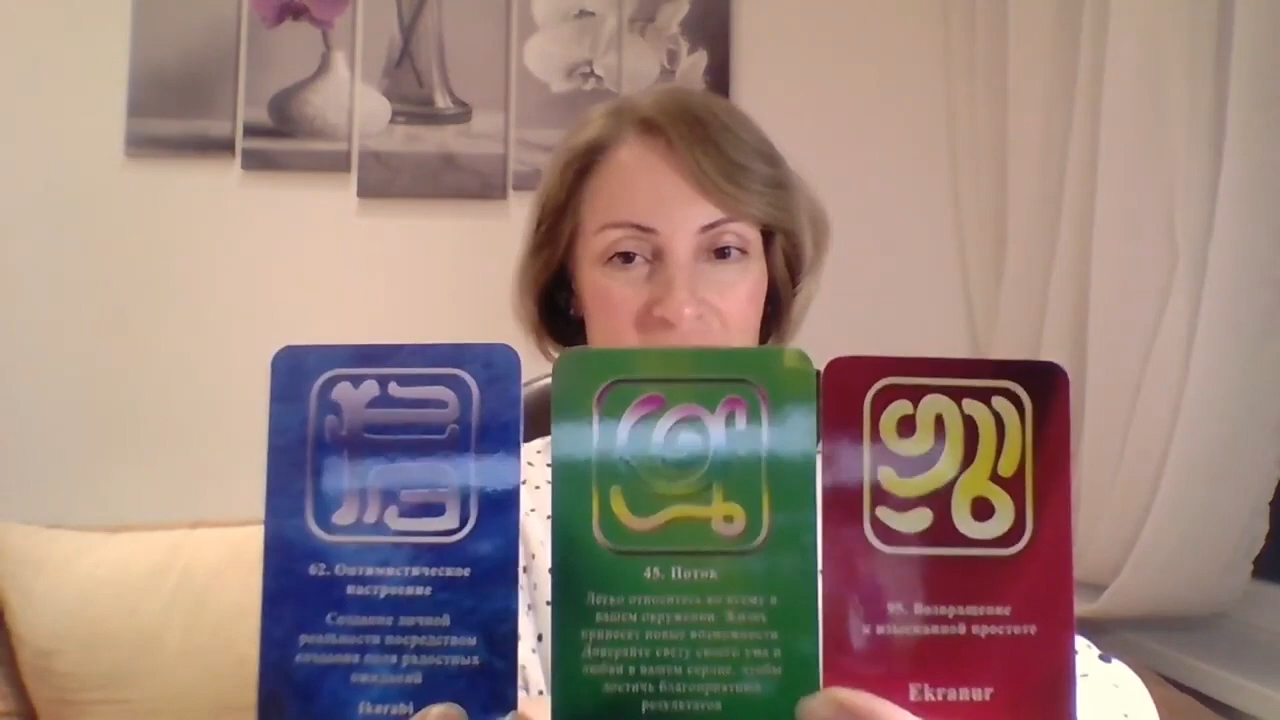 62. Оптимистическое
настроение
Создание личной
реальности посредством
создания поля радостных
ожиданий
Ikorabi
45. Поток
Легко относитесь ко всему в
вашем окружении. Жизнь
принесет новые возможности.
Доверяйте свету своего ума и
любви в вашем сердце, чтобы
достичь благоприятных
результатов
95. Возвращение
к изысканной простоте
Ekranur